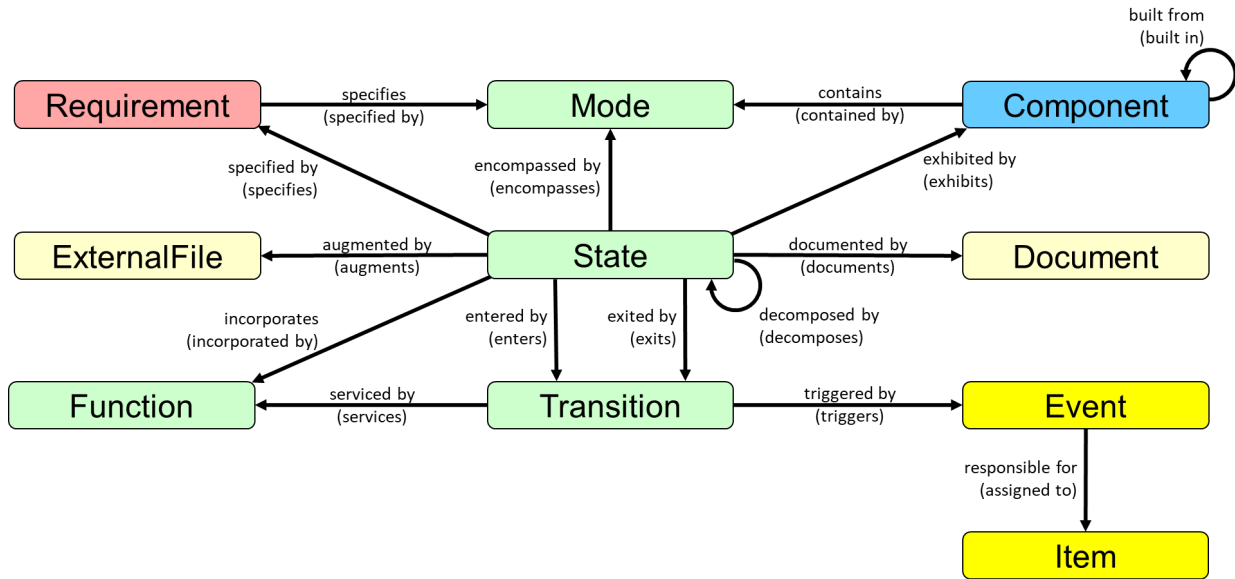 built from
(built in)
Requirement
specifies
(specified by)
Mode
contains
(contained by)
Component
specified by
(specifies)
encompassed by
(encompasses)
exhibited by
(exhibits)
ExternalFile
augmented by
(augments)
State
documented by
(documents)
Document
incorporates
(incorporated by)
entered by
(enters)
exited by
(exits)
decomposed by
(decomposes)
Function
serviced by
(services)
Transition
triggered by
(triggers)
Event
responsible for
(assigned to)
Item